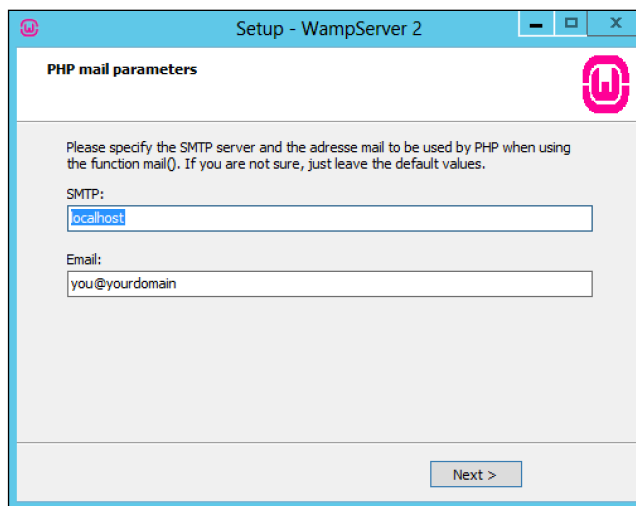 Setup - WampServer 2
PHP mail parameters
Please specify the SMTP server and the adresse mail to be used by PHP when using
the function mail(). If you are not sure, just leave the default values.
SMTP:
localhost
Email:
you@yourdomain
Next >